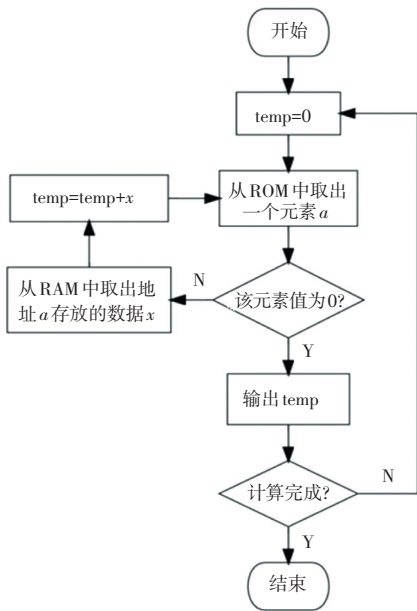 开始
temp=0
从ROM中取出
一个元素a
temp=temp+x
从RAM中取出地
址a存放的数据x
N
该元素值为0?
Y
输出temp
计算完成?
N
Y
结束